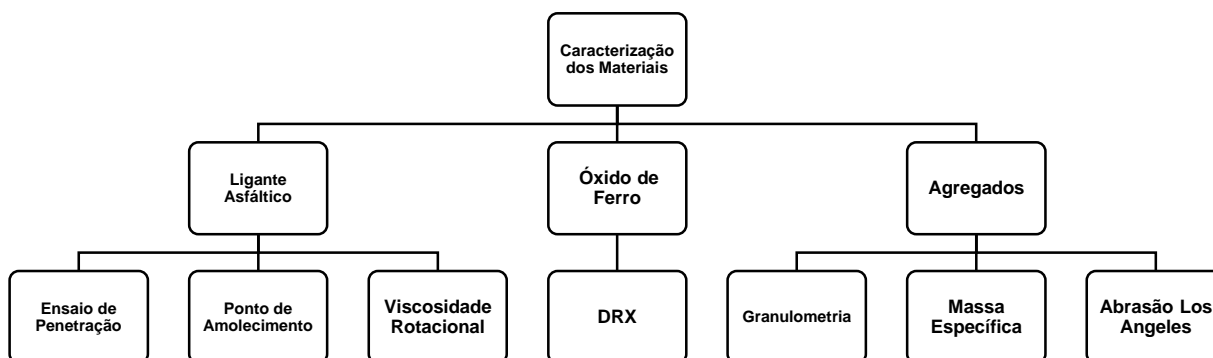 Caracterização
dos Materiais
Ligante
Asfáltico
Óxido de
Ferro
Agregados
Ensaio de
Penetração
Ponto de
Amolecimento
Viscosidade
Rotacional
DRX
Granulometria
Massa
Específica
Abrasão Los
Angeles